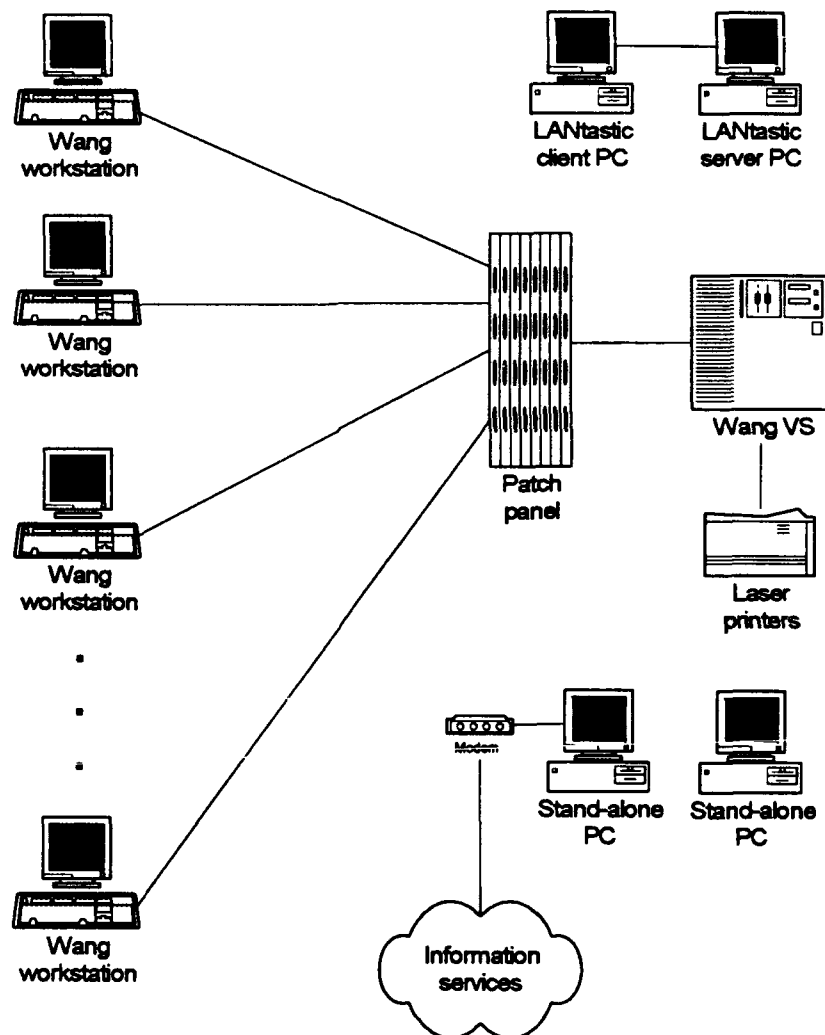 Wang
workstation
LANtastic
client PC
LANtastic
server PC
Wang
workstation
Wang VS
Patch
panel
Wang
workstation
Laser
printers
Modem
Stand-alone
PC
Stand-alone
PC
Wang
workstation
Information
services